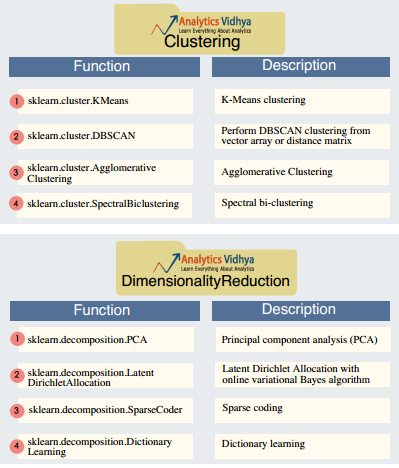 Analytics Vidhya
Learn Everything About Analytics
Clustering
Function Description
1 sklearn.cluster.KMeans K-Means clustering
2 sklearn.cluster.DBSCAN Perform DBSCAN clustering from
vector array or distance matrix
3 sklearn.cluster.Agglomerative
Clustering Agglomerative Clustering
4 sklearn.cluster.SpectralBiclustering Spectral bi-clustering
Analytics Vidhya
Learn Everything About Analytics
DimensionalityReduction
Function Description
1 sklearn.decomposition.PCA Principal component analysis (PCA)
2 sklearn.decomposition.Latent
DirichletAllocation Latent Dirichlet Allocation with
online variational Bayes algorithm
3 sklearn.decomposition.SparseCoder Sparse coding
4 sklearn.decomposition.Dictionary
Learning Dictionary learning